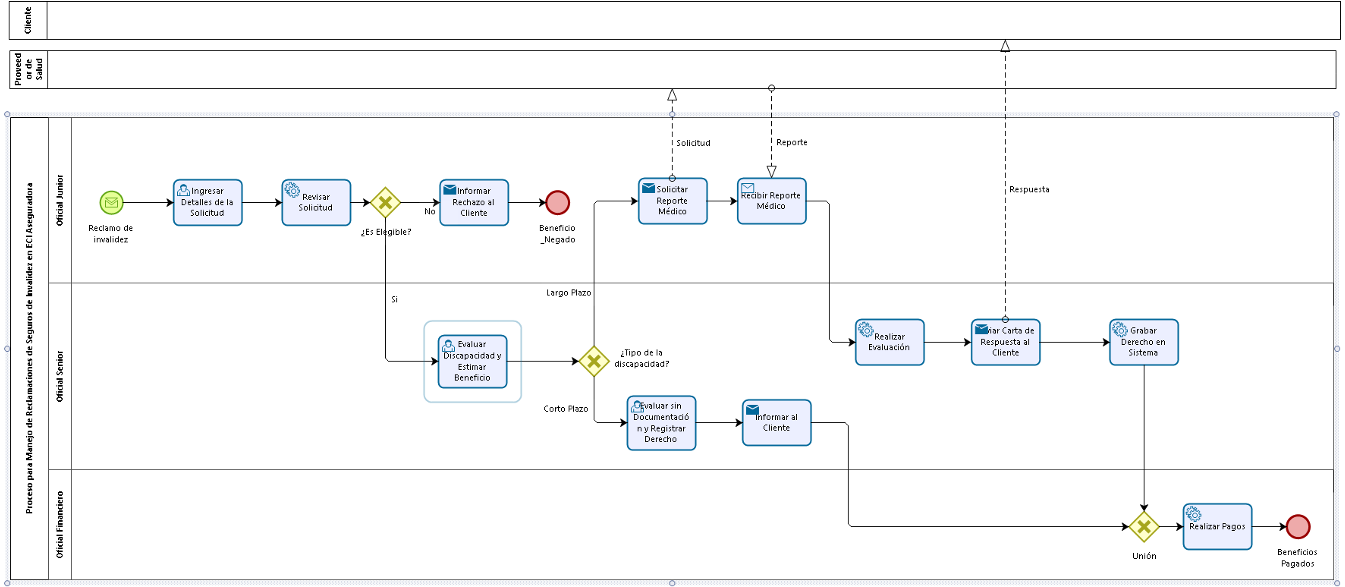 Cliente
Proveed
or de
salud
Proceso para Manejo de Reclamaciones de Seguros de Invalidez en ECI Aseguradora
Oficial Junior
Reclamo de
invalidez
Ingresar
Detalles de la
Solicitud
Revisar
Solicitud
¿Es Elegible?
No
Informar
Rechazo al
Cliente
Beneficio
_Negado
Solicitud
Solicitar
Reporte
Médico
Reporte
Recibir Reporte
Médico
Respuesta
Oficial Senior
Si
Evaluar
Discapacidad y
Estimar
Beneficio
Largo Plazo
¿Tipo de la
discapacidad?
Corto Plazo
Evaluar sin
Documentació
n y Registrar
Derecho
Informar al
Cliente
Realizar
Evaluación
viar Carta de
Respuesta al
Cliente
Grabar
Derecho en
Sistema
Oficial Financiero
Unión
Realizar Pagos
Beneficios
Pagados